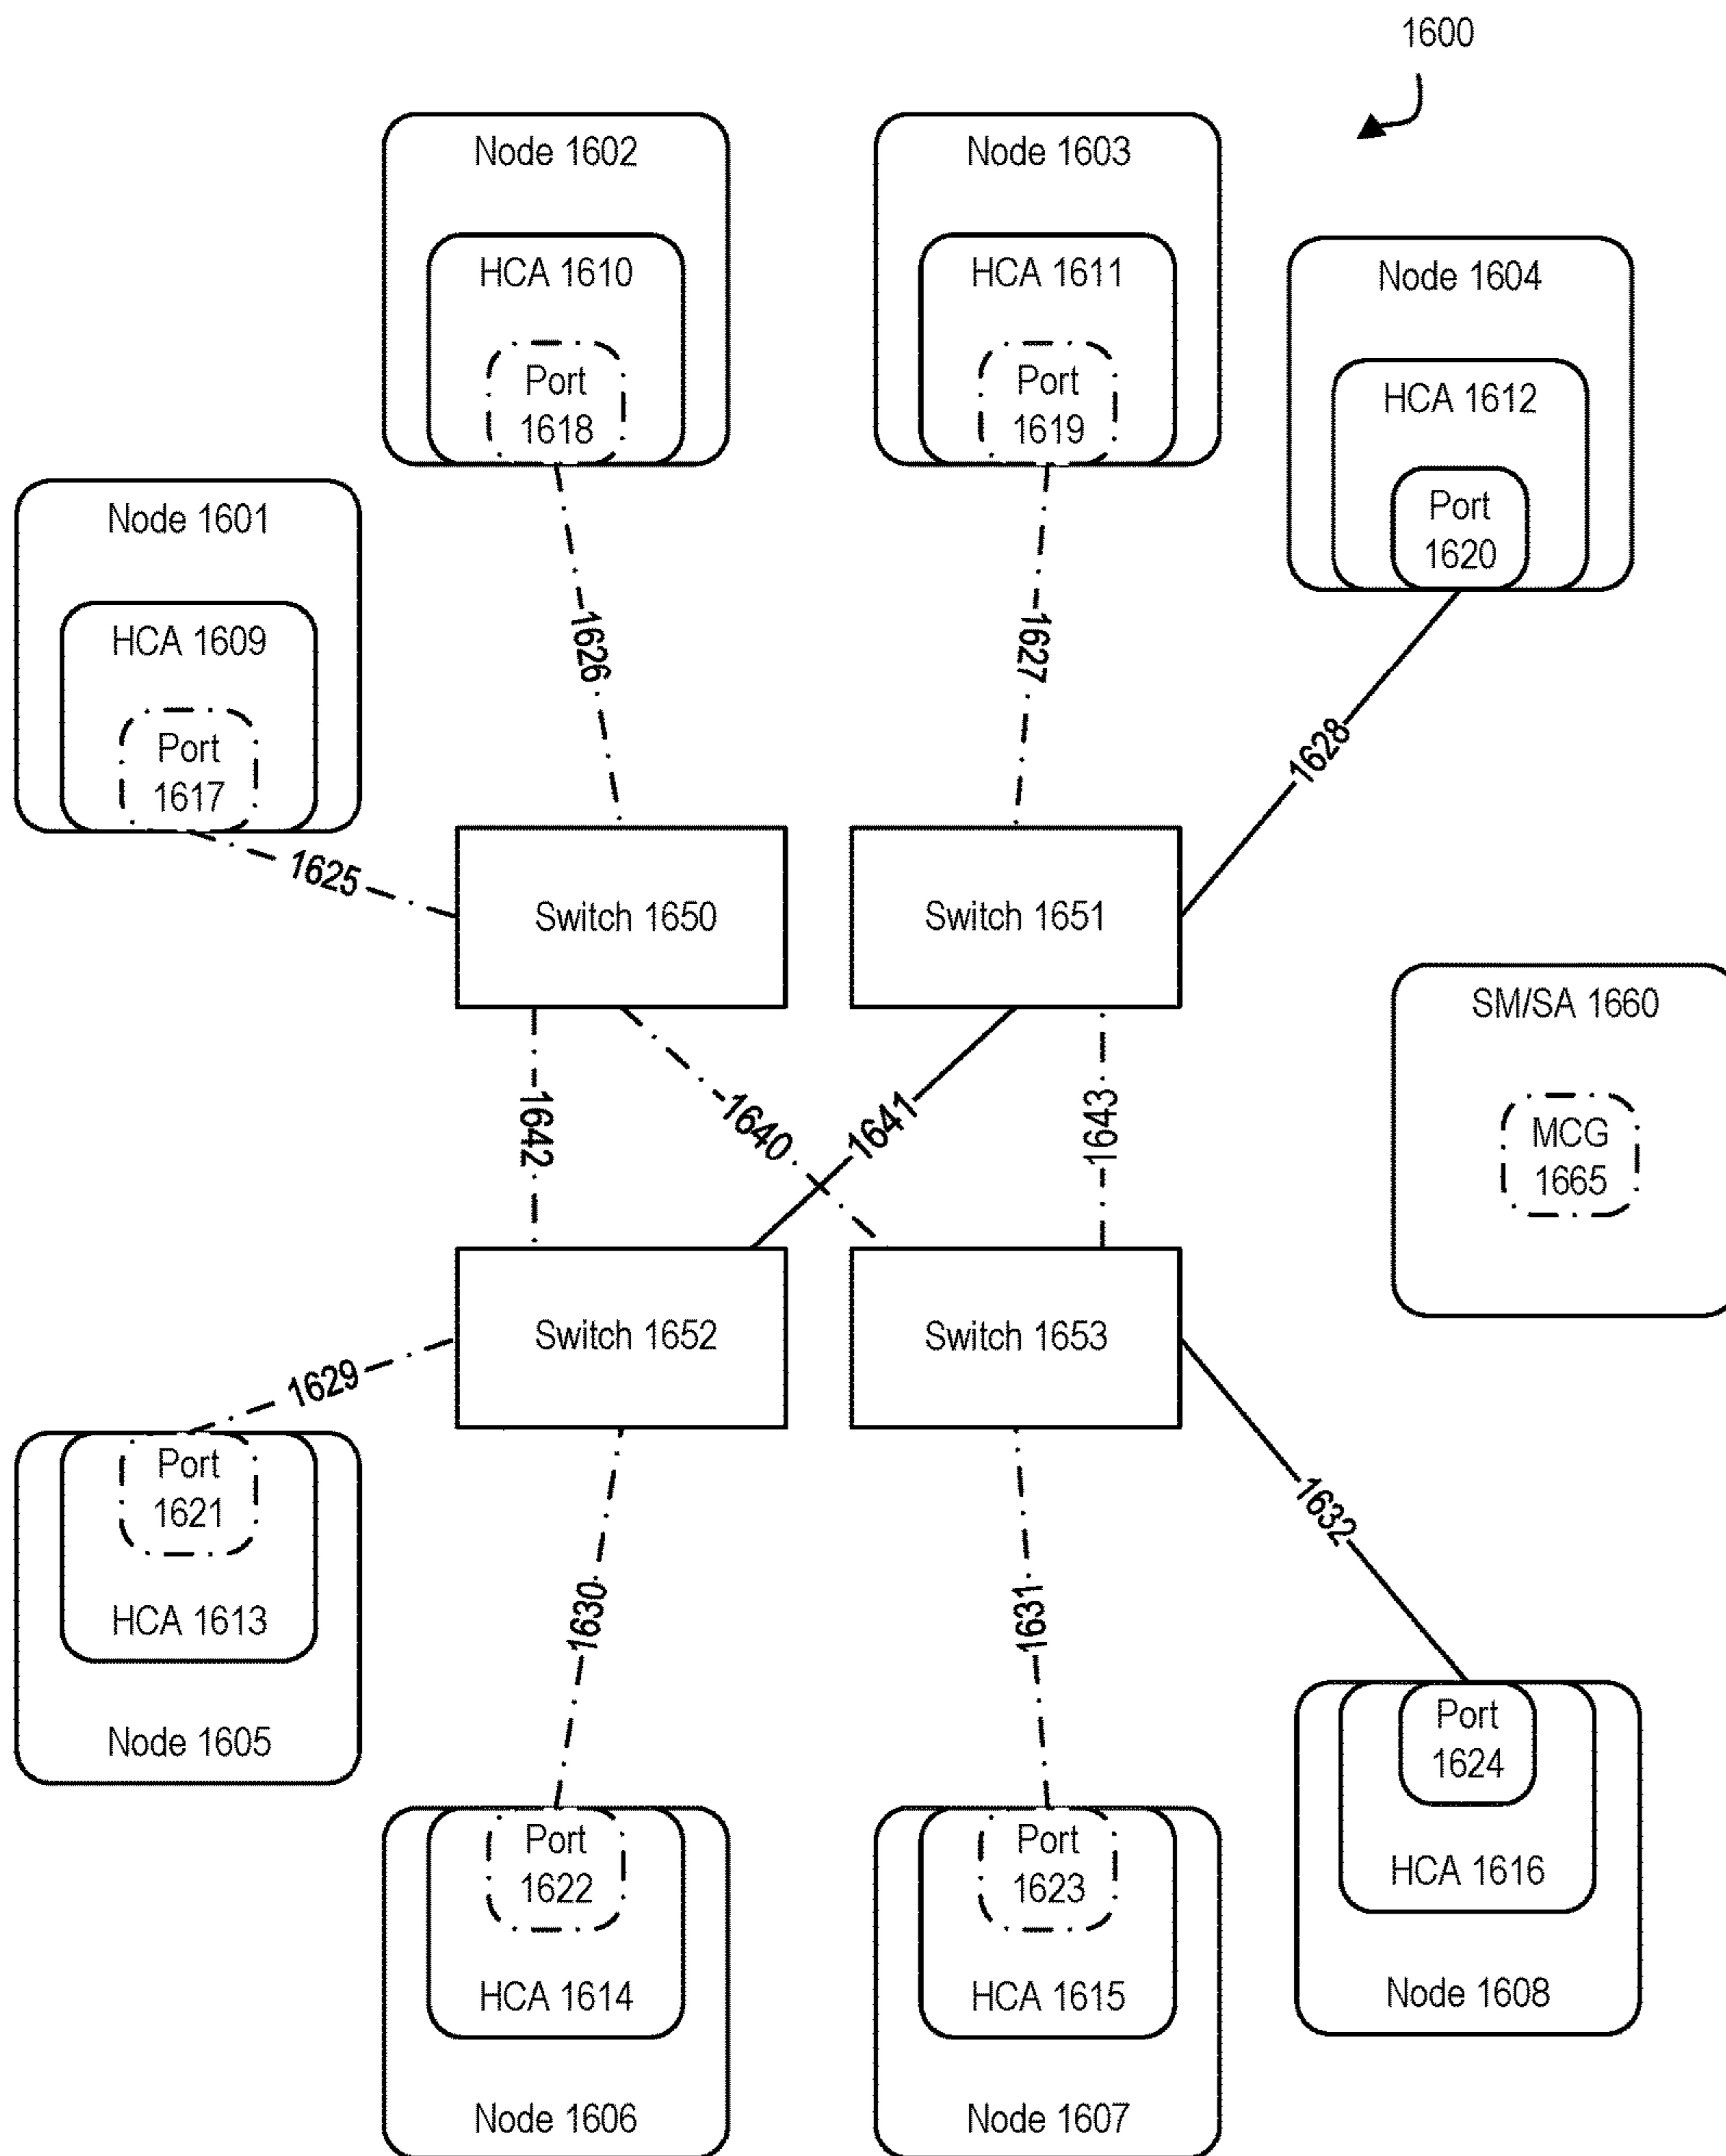 1600
Node 1602
HCA 1610
Port
1618
Node 1603
HCA 1611
Port
1619
Node 1604
HCA 1612
Port
1620
Node 1601
HCA 1609
Port
1617
1626
1627
1628
1625
Switch 1650
Switch 1651
SM/SA 1660
MCG
1665
1642
1640
1641
1643
Switch 1652
Switch 1653
1629
1630
1631
1632
Port
1621
HCA 1613
Node 1605
Port
1622
HCA 1614
Node 1606
Port
1623
HCA 1615
Node 1607
Port
1624
HCA 1616
Node 1608